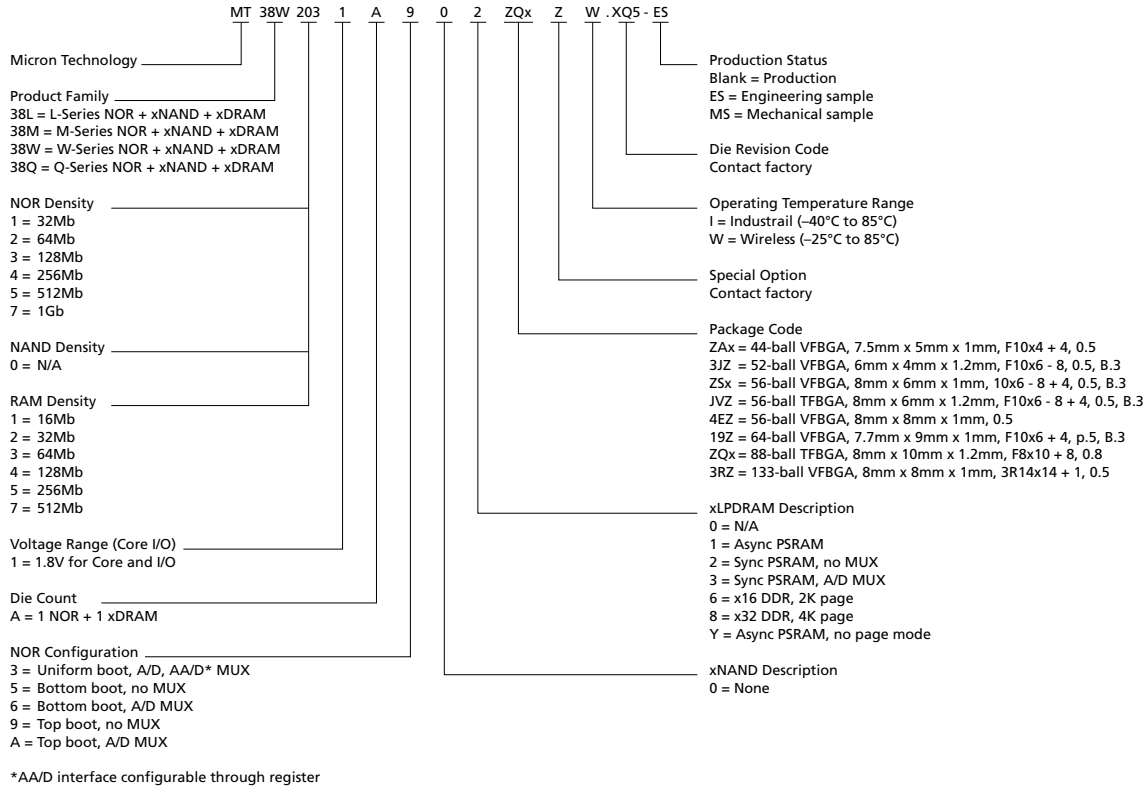 MT 38W 203 1 A 9 0 2 ZQx Z W . XQ5 - ES
Micron Technology
Product Family
38L = L-Series NOR + xNAND + xDRAM
38M = M-Series NOR + xNAND + xDRAM
38W = W-Series NOR + xNAND + xDRAM
38Q = Q-Series NOR + xNAND + xDRAM
NOR Density
1 = 32Mb
2 = 64Mb
3 = 128Mb
4 = 256Mb
5 = 512Mb
7 = 1Gb
NAND Density
0 = N/A
RAM Density
1 = 16Mb
2 = 32Mb
3 = 64Mb
4 = 128Mb
5 = 256Mb
7 = 512Mb
Voltage Range (Core I/O)
1 = 1.8V for Core and I/O
Die Count
A = 1 NOR + 1 xDRAM
NOR Configuration
3 = Uniform boot, A/D, AA/D* MUX
5 = Bottom boot, no MUX
6 = Bottom boot, A/D MUX
9 = Top boot, no MUX
A = Top boot, A/D MUX
*AA/D interface configurable through register
Production Status
Blank = Production
ES = Engineering sample
MS = Mechanical sample
Die Revision Code
Contact factory
Operating Temperature Range
I = Industrail (–40°C to 85°C)
W = Wireless (–25°C to 85°C)
Special Option
Contact factory
Package Code
ZAx = 44-ball VFBGA, 7.5mm x 5mm x 1mm, F10x4 + 4, 0.5
3JZ = 52-ball VFBGA, 6mm x 4mm x 1.2mm, F10x6 - 8, 0.5, B.3
ZSx = 56-ball VFBGA, 8mm x 6mm x 1mm, 10x6 - 8 + 4, 0.5, B.3
JVZ = 56-ball TFBGA, 8mm x 6mm x 1.2mm, F10x6 - 8 + 4, 0.5, B.3
4EZ = 56-ball VFBGA, 8mm x 8mm x 1mm, 0.5
19Z = 64-ball VFBGA, 7.7mm x 9mm x 1mm, F10x6 + 4, p.5, B.3
ZQx = 88-ball TFBGA, 8mm x 10mm x 1.2mm, F8x10 + 8, 0.8
3RZ = 133-ball VFBGA, 8mm x 8mm x 1mm, 3R14x14 + 1, 0.5
xLPDRAM Description
0 = N/A
1 = Async PSRAM
2 = Sync PSRAM, no MUX
3 = Sync PSRAM, A/D MUX
6 = x16 DDR, 2K page
8 = x32 DDR, 4K page
Y = Async PSRAM, no page mode
xNAND Description
0 = None